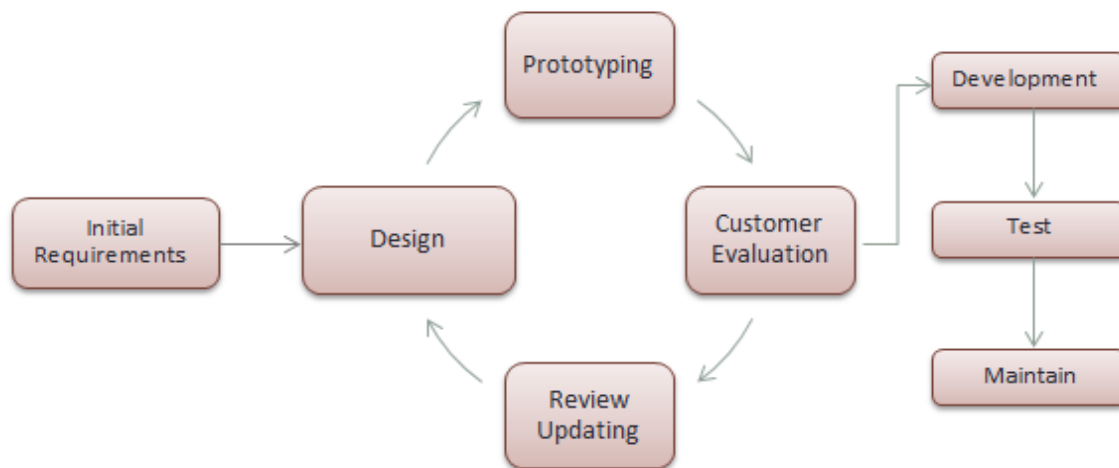 Prototyping
Development
Initial
Requirements
Design
Customer
Evaluation
Test
Review
Updating
Maintain